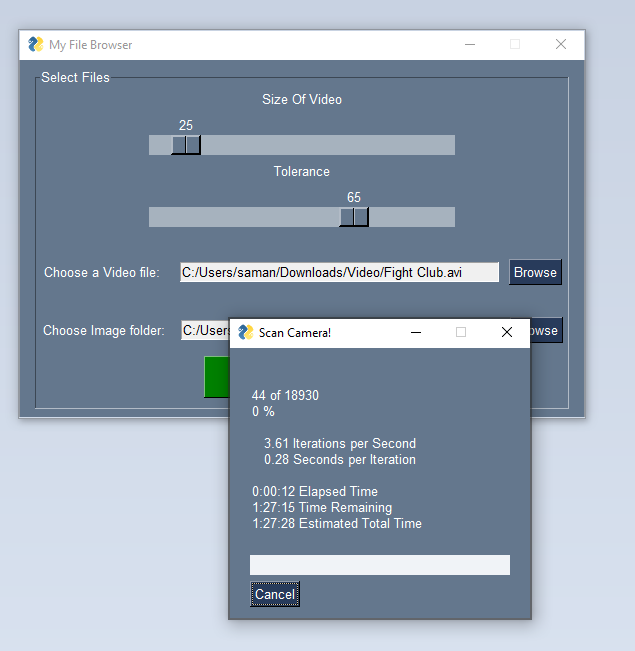 My File Browser
Select Files
Size Of Video
25
Tolerance
65
Choose a Video file: C:/Users/saman/Downloads/Video/Fight Club.avi Browse
Choose Image folder: C:/Users
Scan Camera!
44 of 18930
0 %
3.61 Iterations per Second
0.28 Seconds per Iteration
0:00:12 Elapsed Time
1:27:15 Time Remaining
1:27:28 Estimated Total Time
Cancel